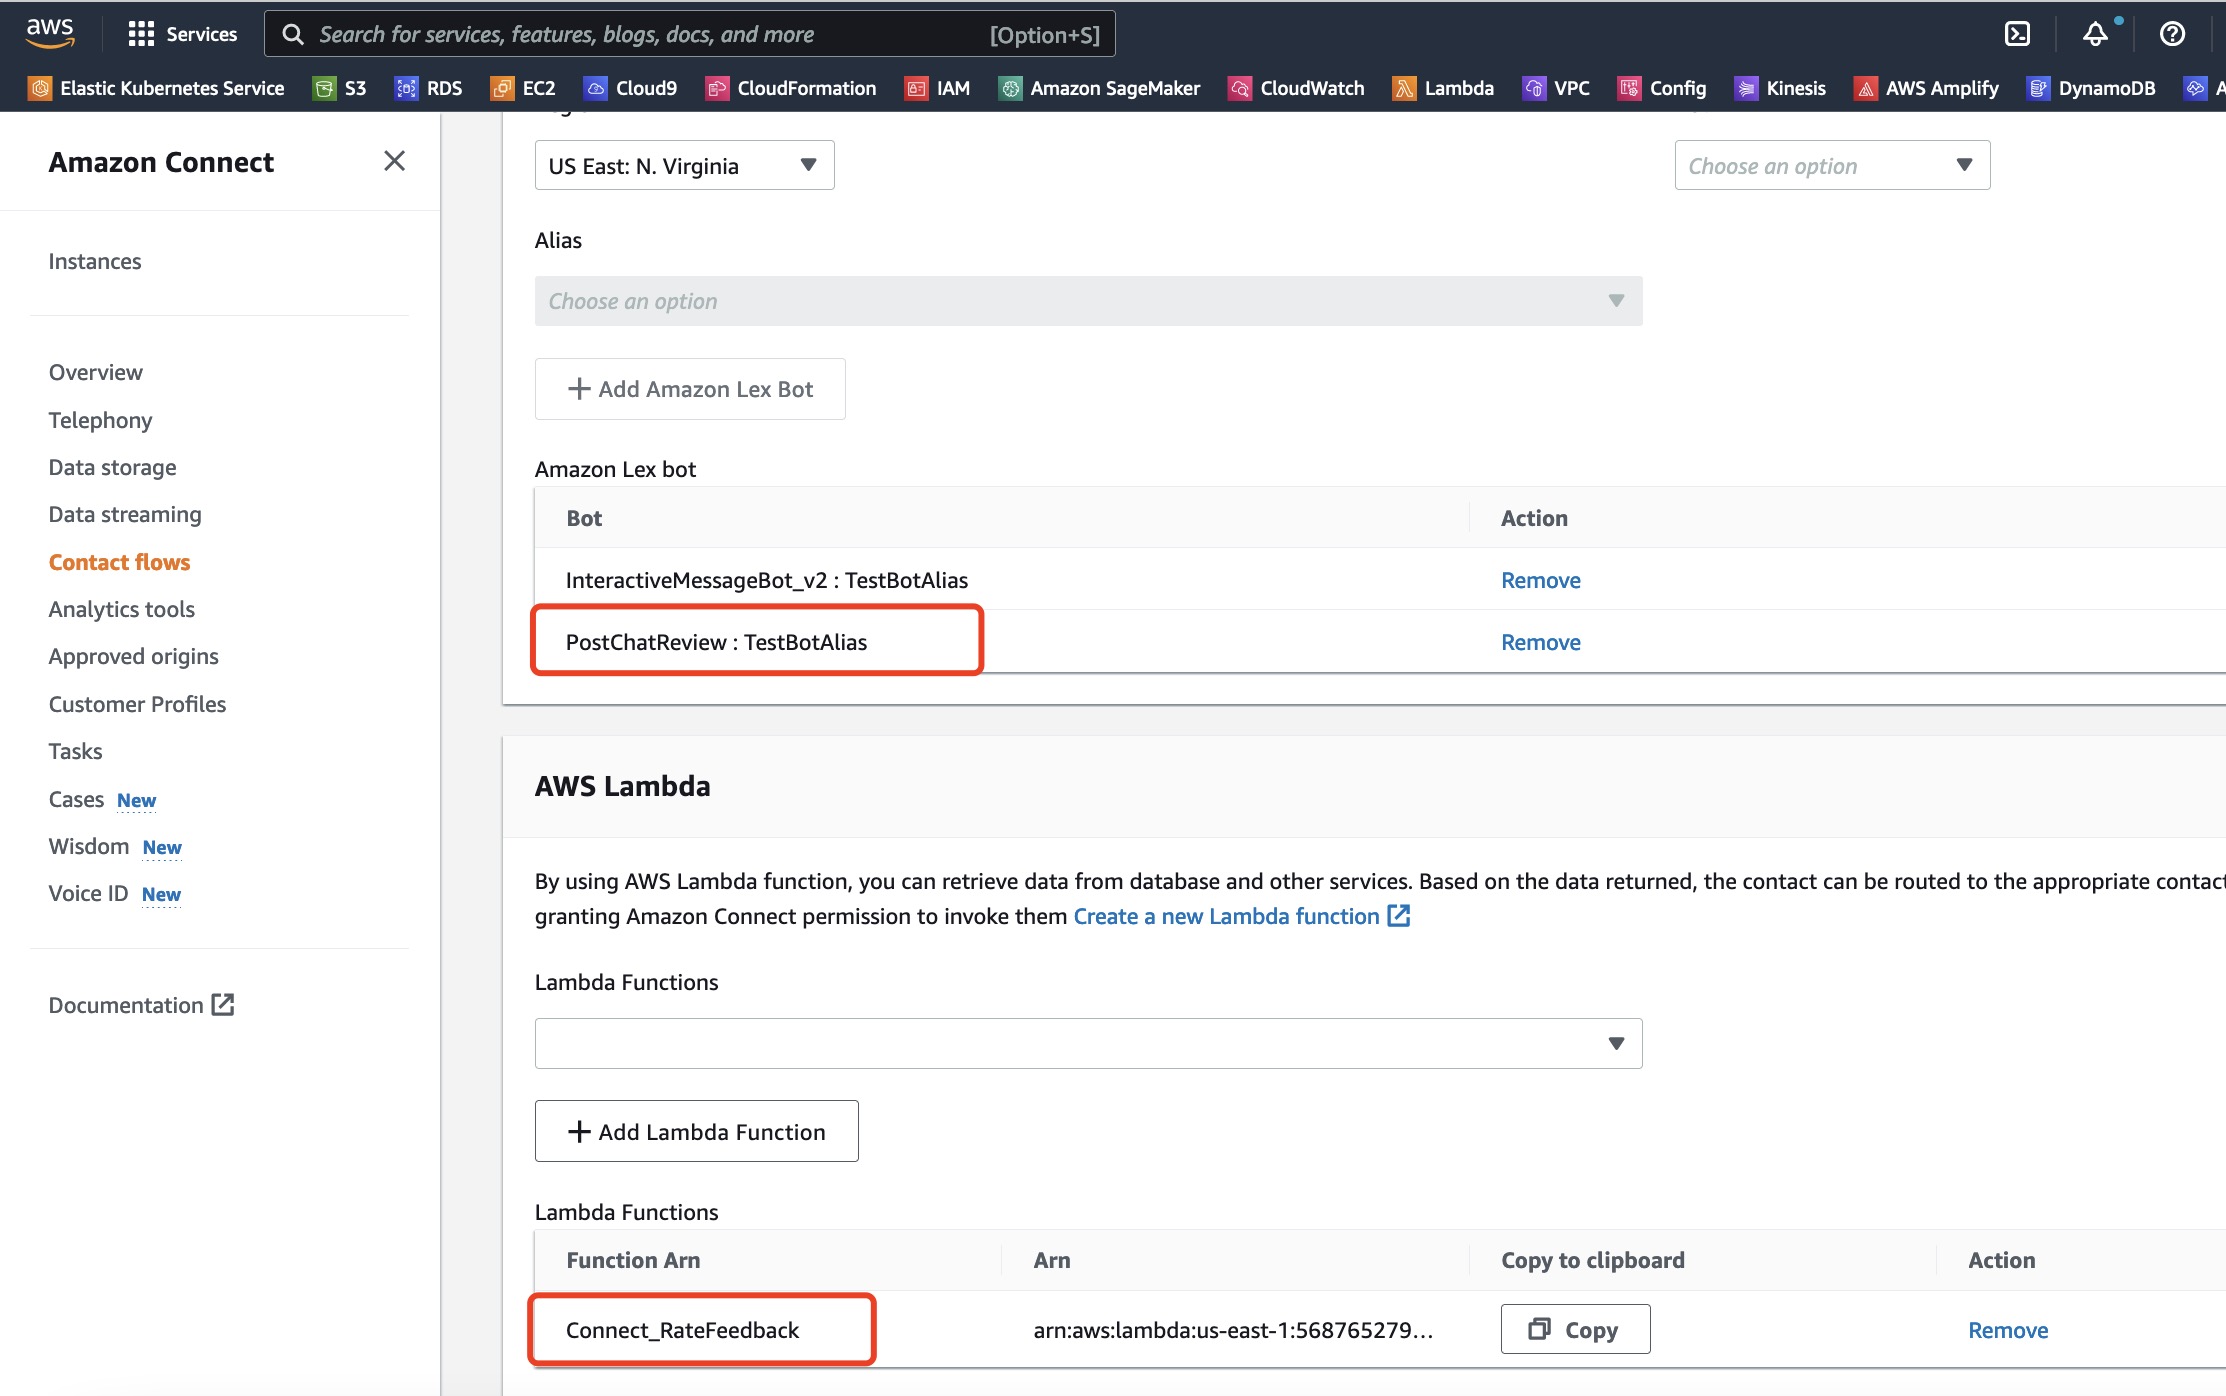 aws
Services
Search for services, features, blogs, docs, and more [Option+S]
Elastic Kubernetes Service S3 RDS EC2 Cloud9 CloudFormation IAM Amazon SageMaker CloudWatch Lambda VPC Config Kinesis AWS Amplify DynamoDB A
Amazon Connect
Instances
Overview
Telephony
Data storage
Data streaming
Contact flows
Analytics tools
Approved origins
Customer Profiles
Tasks
Cases New
Wisdom New
Voice ID New
Documentation
US East: N. Virginia
Choose an option
Alias
Choose an option
Add Amazon Lex Bot
Amazon Lex bot
Bot Action
InteractiveMessageBot_v2 : TestBotAlias Remove
PostChatReview : TestBotAlias Remove
AWS Lambda
By using AWS Lambda function, you can retrieve data from database and other services. Based on the data returned, the contact can be routed to the appropriate contact
granting Amazon Connect permission to invoke them Create a new Lambda function
Lambda Functions
Add Lambda Function
Lambda Functions
Function Arn Arn Copy to clipboard Action
Connect_RateFeedback arn:aws:lambda:us-east-1:568765279... Copy Remove